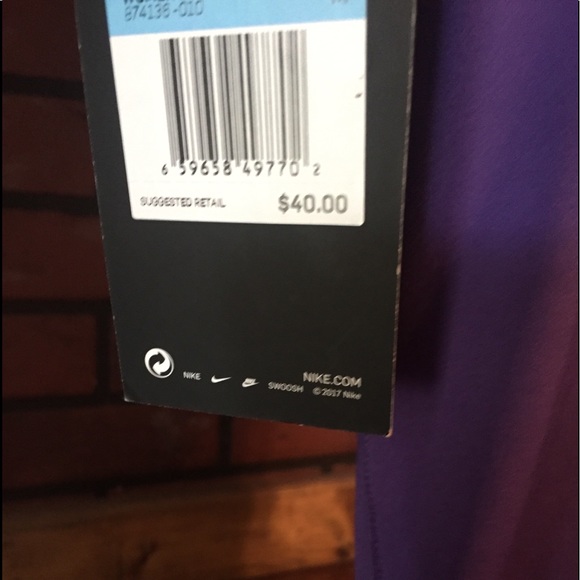 874138-010
6 59658 49770 2
SUGGESTED RETAIL $40.00
NIKE SWOOSH NIKE.COM
© 2017 Nike